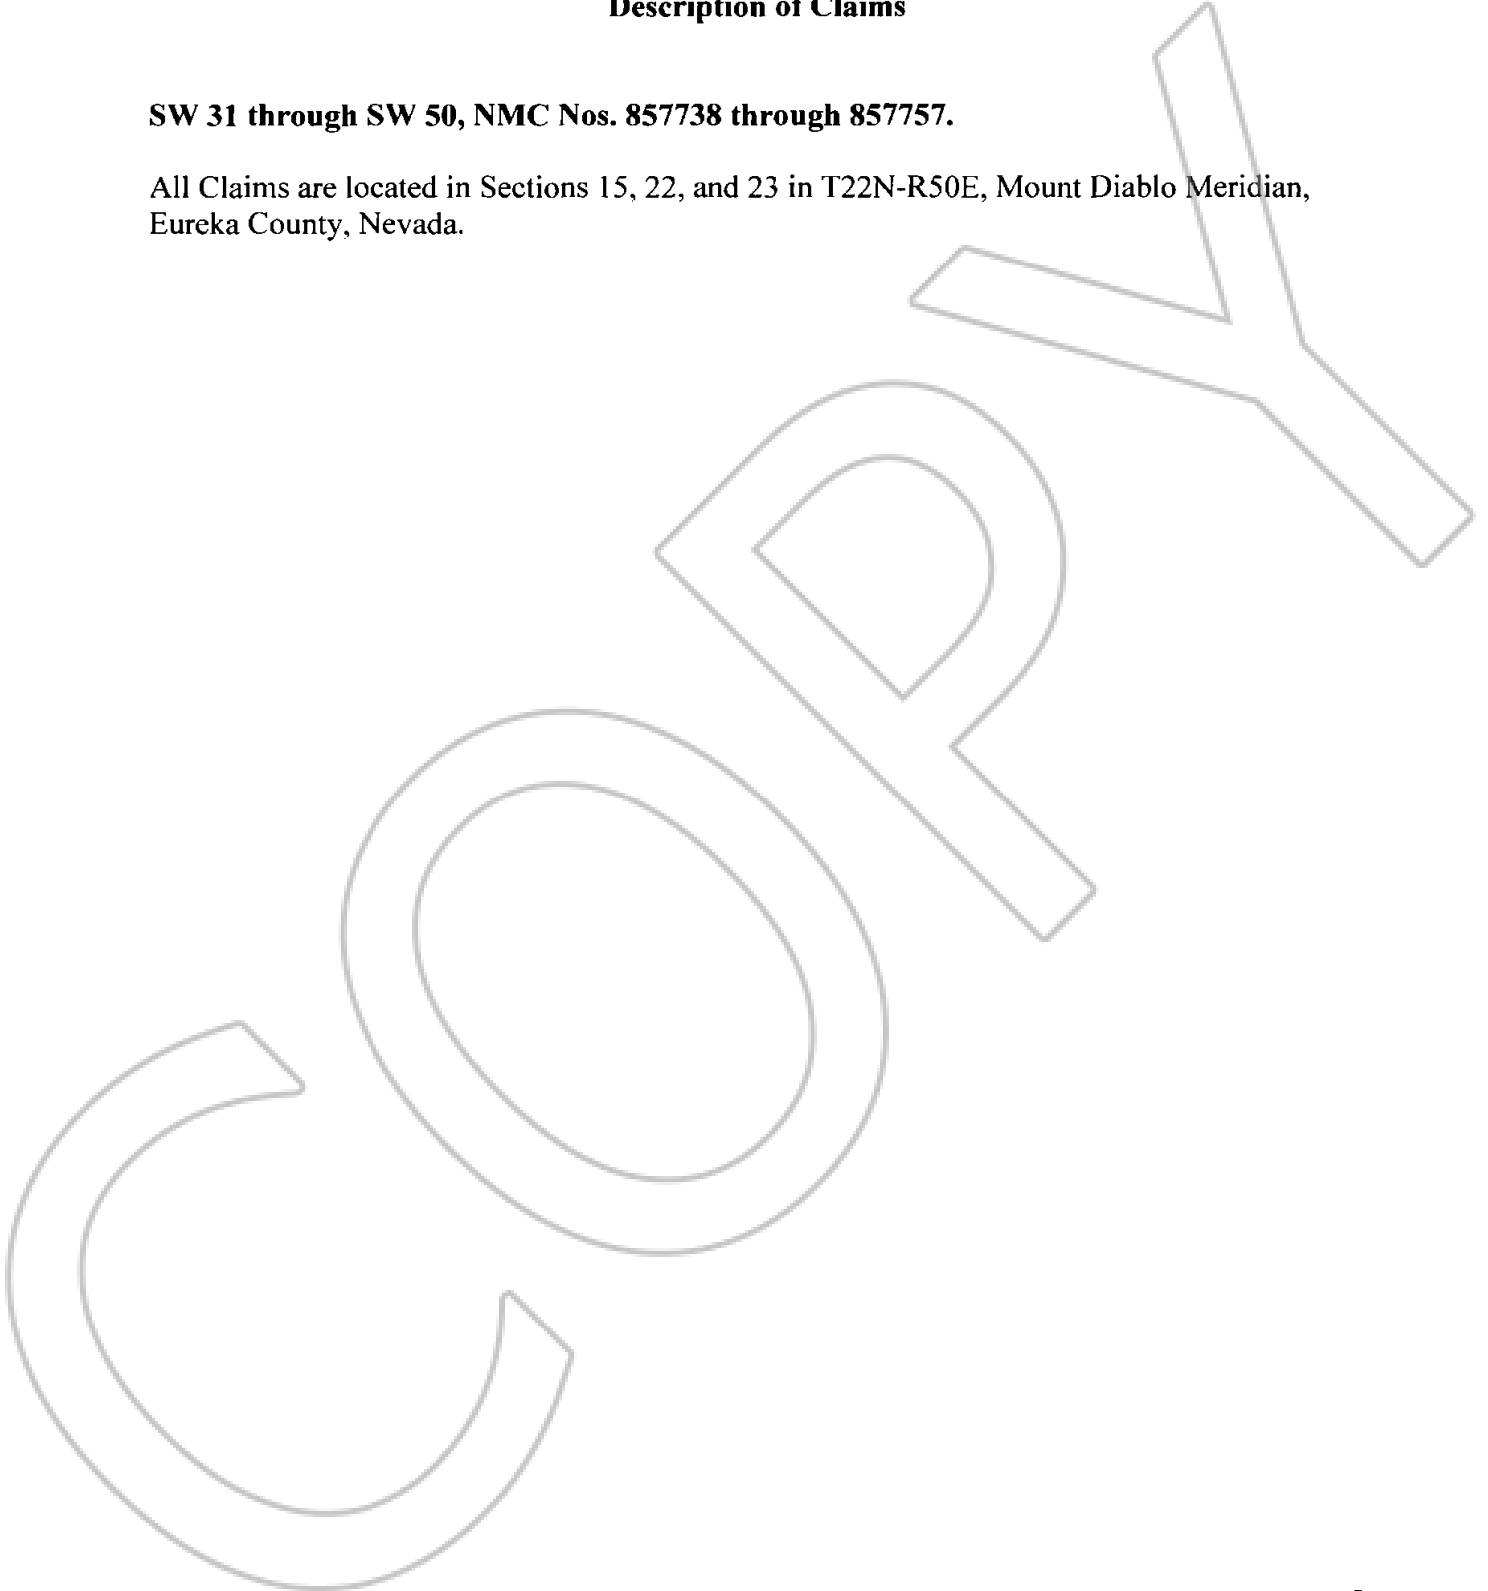 Description of Claims
SW 31 through SW 50, NMC Nos. 857738 through 857757.
All Claims are located in Sections 15, 22, and 23 in T22N-R50E, Mount Diablo Meridian,
Eureka County, Nevada.
COPY